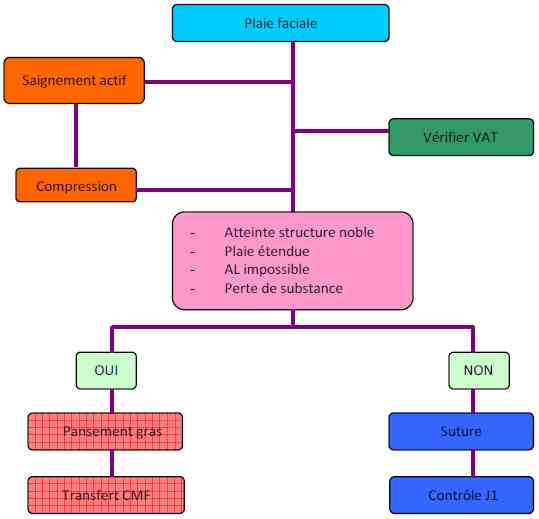 Plaie faciale
Saignement actif
Vérifier VAT
Compression
- Atteinte structure noble
- Plaie étendue
- AL impossible
- Perte de substance
OUI
NON
Pansement gras
Suture
Transfert CMF
Contrôle J1